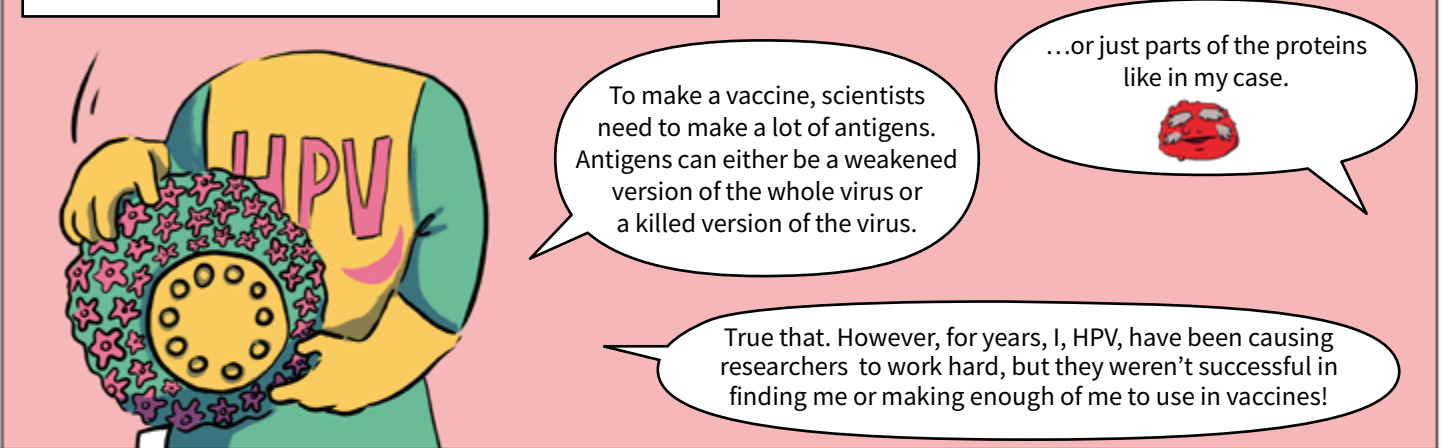 To make a vaccine, scientists
need to make a lot of antigens.
Antigens can either be a weakened
version of the whole virus or
a killed version of the virus.
…or just parts of the proteins
like in my case.
HPV
True that. However, for years, I, HPV, have been causing
researchers to work hard, but they weren’t successful in
finding me or making enough of me to use in vaccines!